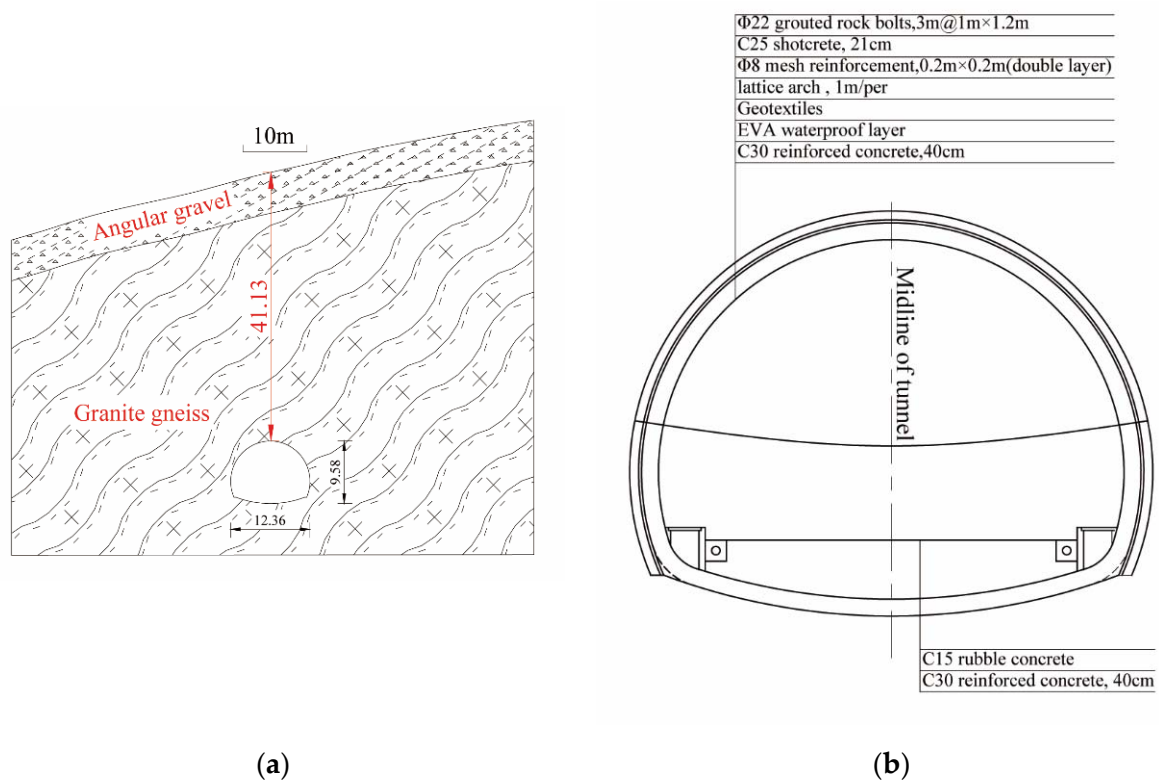 10m
Angular gravel
41.13
Granite gneiss
9.58
12.36
(a)
Φ22 grouted rock bolts,3m@1m×1.2m
C25 shotcrete, 21cm
Φ8 mesh reinforcement,0.2m×0.2m(double layer)
lattice arch , 1m/per
Geotextiles
EVA waterproof layer
C30 reinforced concrete,40cm
Midline of tunnel
C15 rubble concrete
C30 reinforced concrete, 40cm
(b)